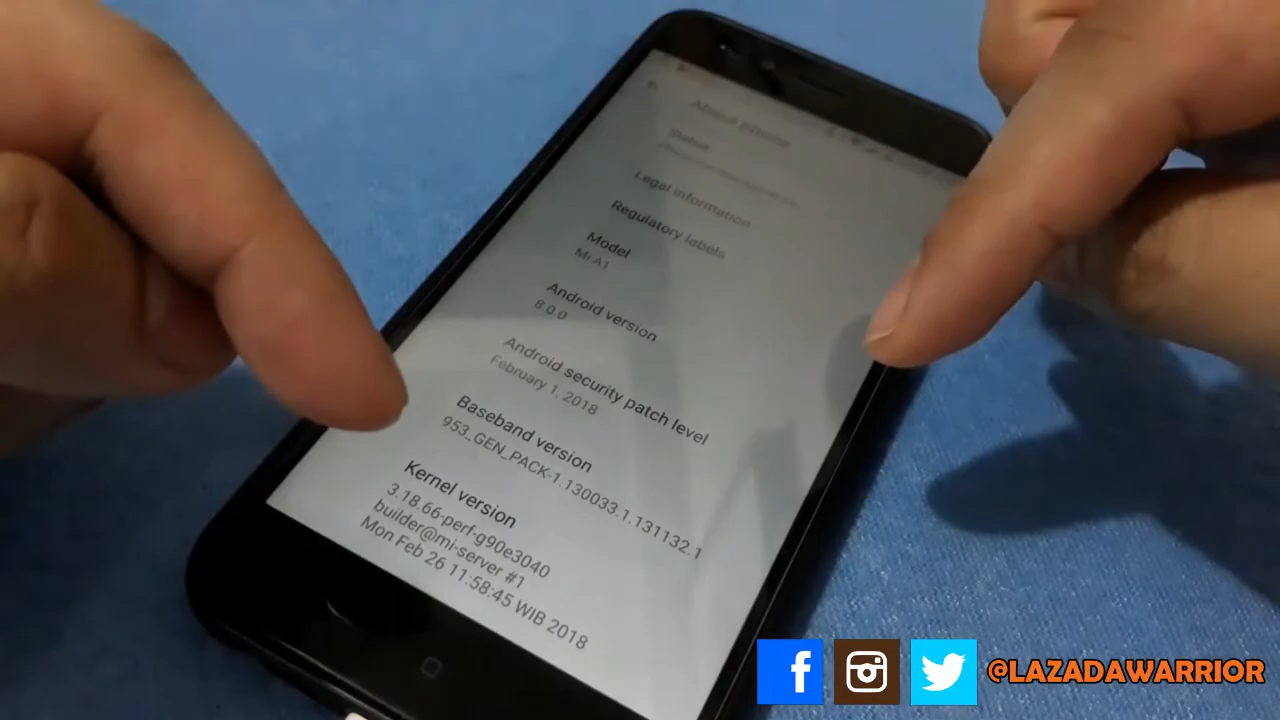 About phone
Status
Legal information
Regulatory labels
Model
Mi A1
Android version
8.0.0
Android security patch level
February 1, 2018
Baseband version
953_GEN_PACK-1.130033.1.131132.1
Kernel version
3.18.66-perf-g90e3040
builder@mi-server #1
Mon Feb 26 11:58:45 WIB 2018
@LAZADAWARRIOR